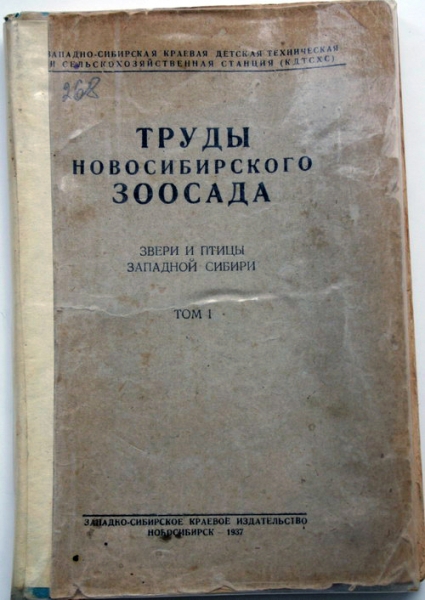 ЗАПАДНО-СИБИРСКАЯ КРАЕВАЯ ДЕТСКАЯ ТЕХНИЧЕСКАЯ
И СЕЛЬСКОХОЗЯЙСТВЕННАЯ СТАНЦИЯ (КДТСХС)
268
ТРУДЫ
НОВОСИБИРСКОГО
ЗООСАДА
ЗВЕРИ И ПТИЦЫ
ЗАПАДНОЙ СИБИРИ
ТОМ I
ЗАПАДНО-СИБИРСКОЕ КРАЕВОЕ ИЗДАТЕЛЬСТВО
НОВОСИБИРСК — 1937